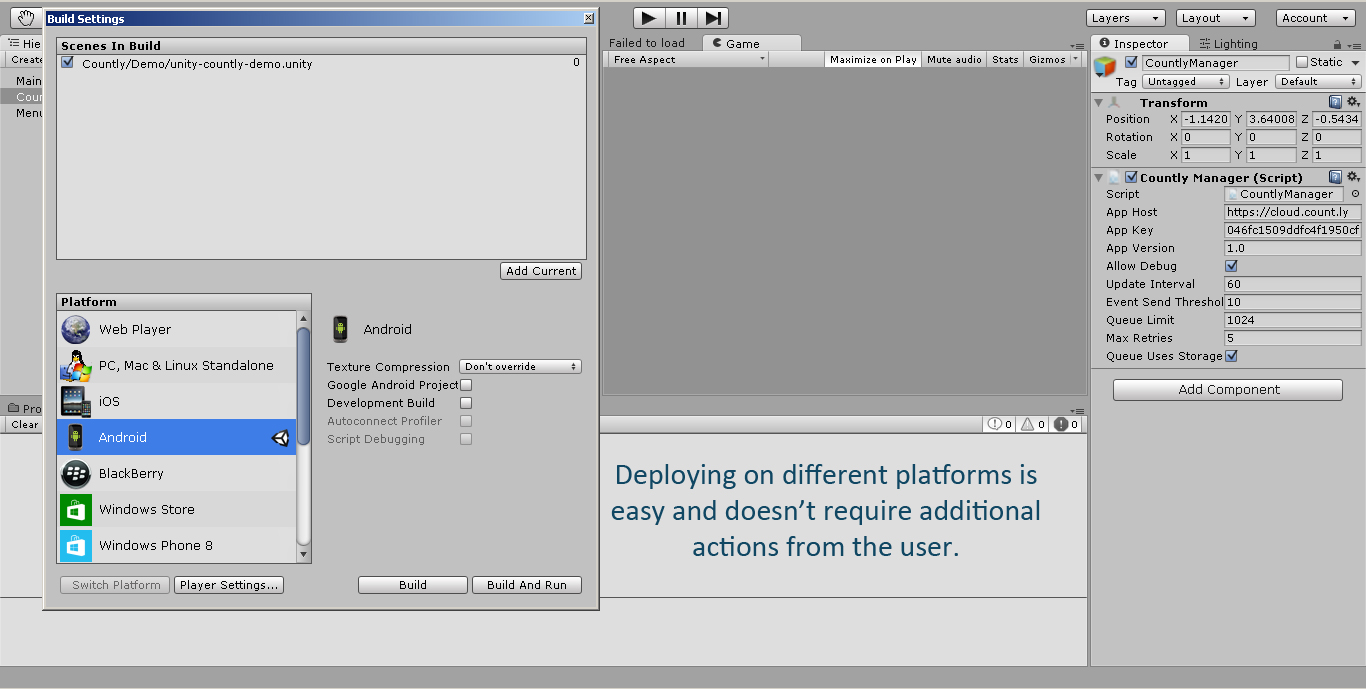 Build Settings
Layers
Layout
Account
Scenes In Build
Countly/Demo/unity-countly-demo.unity 0
Add Current
Platform
Web Player
PC, Mac & Linux Standalone
iOS
Android
BlackBerry
Windows Store
Windows Phone 8
Android
Texture Compression Don't override
Google Android Project
Development Build
Autoconnect Profiler
Script Debugging
Switch Platform
Player Settings...
Build
Build And Run
Hie
Create
Main
Coun
Menu
Pro
Clear
Failed to load
Game
Free Aspect
Maximize on Play
Mute audio
Stats
Gizmos
0 0 0
Deploying on different platforms is
easy and doesn't require additional
actions from the user.
Inspector
Lighting
CountlyManager
Static
Tag Untagged Layer Default
Transform
Position X -1.1420 Y 3.64008 Z -0.5434
Rotation X 0 Y 0 Z 0
Scale X 1 Y 1 Z 1
Countly Manager (Script)
Script CountlyManager
App Host https://cloud.count.ly
App Key 046fc1509ddfc4f1950cf
App Version 1.0
Allow Debug
Update Interval 60
Event Send Threshol 10
Queue Limit 1024
Max Retries 5
Queue Uses Storage
Add Component